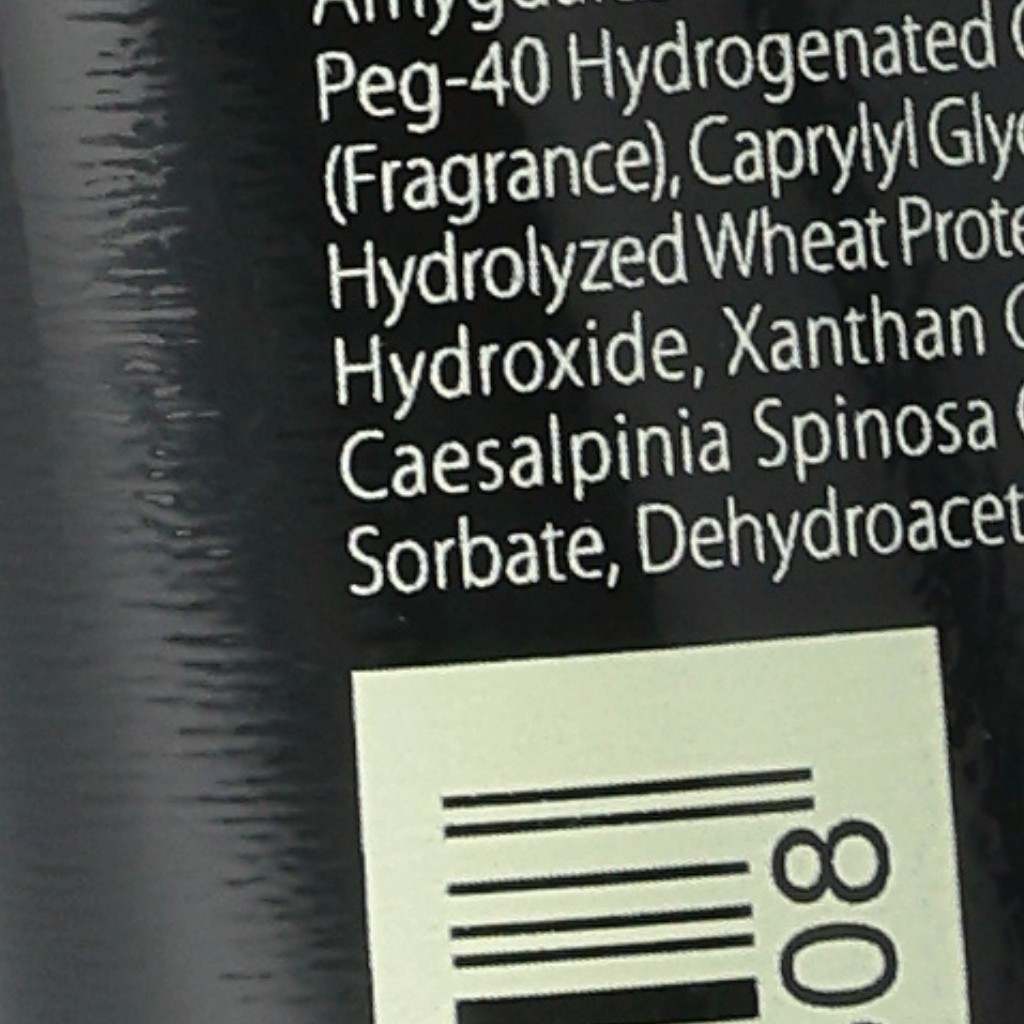 Peg-40 Hydrogenated
(Fragrance), Caprylyl
Hydrolyzed Wheat
Hydroxide, Xanthan
Caesalpinia Spinosa
Sorbate,
80